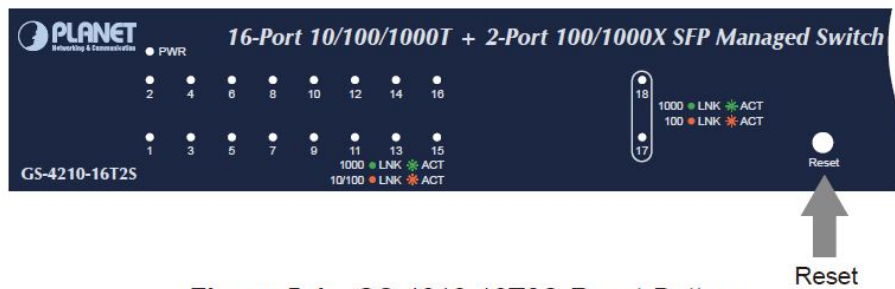 PLANET
Networking & Communication
16-Port 10/100/1000T + 2-Port 100/1000X SFP Managed Switch
PWR
2 4 6 8 10 12 14 16
18
1000 LNK ACT
100 LNK ACT
1 3 5 7 9 11 13 15
17
1000 LNK ACT
10/100 LNK ACT
Reset
GS-4210-16T2S
Reset